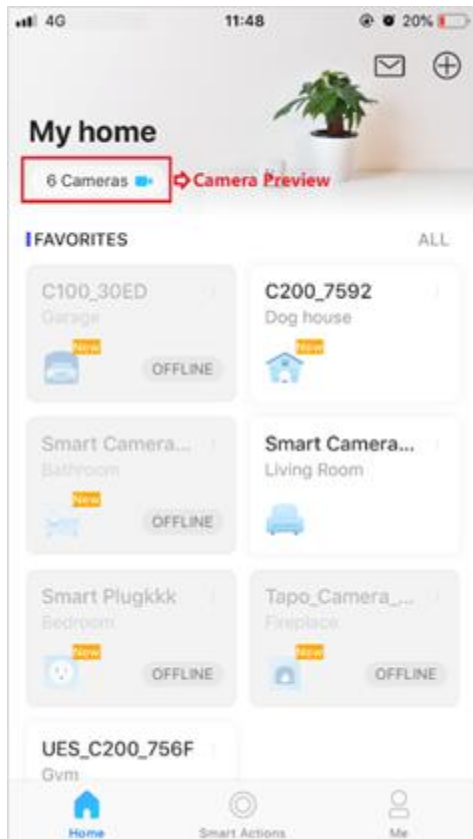 4G 11:48 20%
My home
6 Cameras Camera Preview
FAVORITES ALL
C100_30ED
Garage
New
OFFLINE
C200_7592
Dog house
New
Smart Camera...
Bathroom
New
OFFLINE
Smart Camera...
Living Room
Smart Plugkkk
Bedroom
New
OFFLINE
Tapo_Camera_...
Fireplace
New
OFFLINE
UES_C200_756F
Gym
Home Smart Actions Me